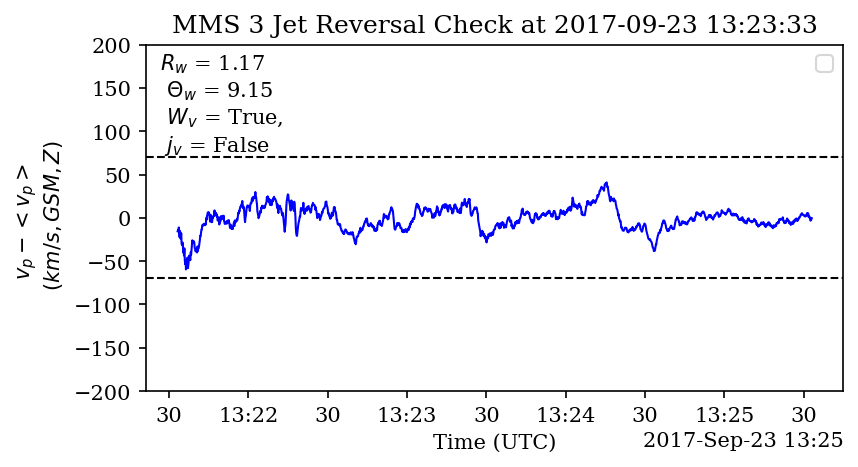 MMS 3 Jet Reversal Check at 2017-09-23 13:23:33
R_w = 1.17
Θ_w = 9.15
W_v = True,
j_v = False
v_p − < v_p >
(km/s, GSM, Z)
200
150
100
50
0
−50
−100
−150
−200
30 13:22 30 13:23 30 13:24 30 13:25 30
Time (UTC)
2017-Sep-23 13:25